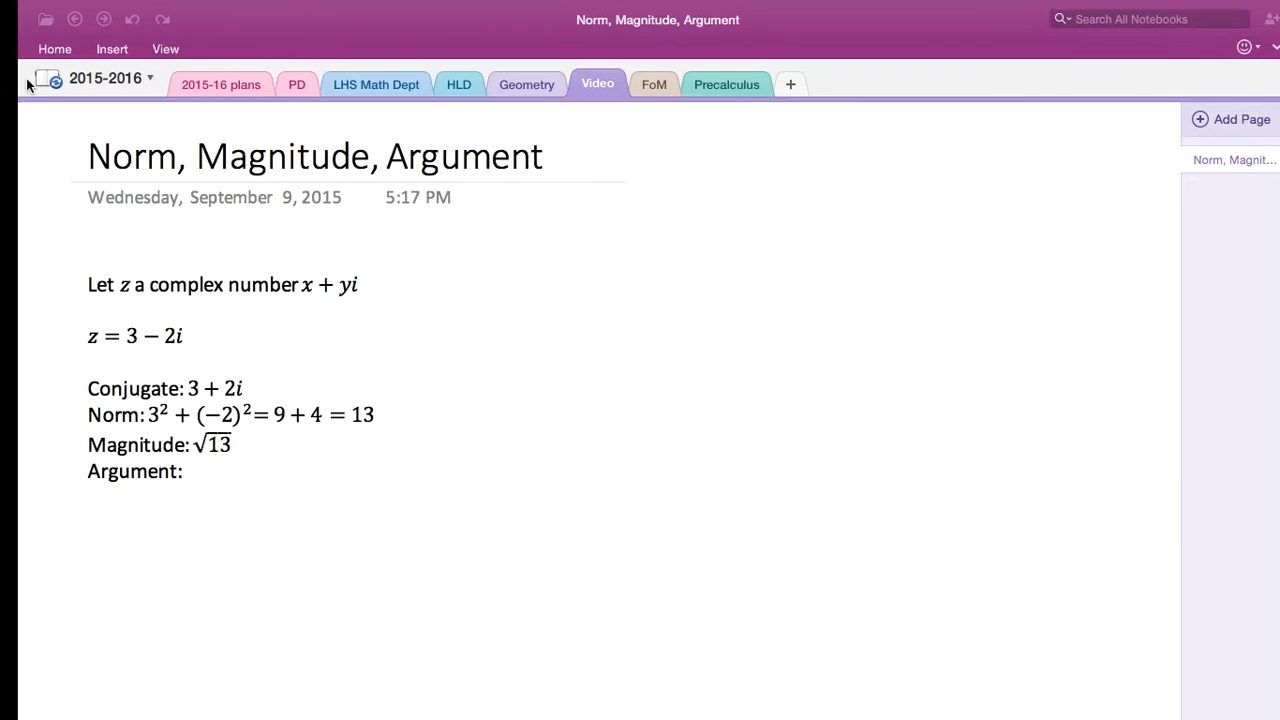 Norm, Magnitude, Argument
Search All Notebooks
Home Insert View
2015-2016 2015-16 plans PD LHS Math Dept HLD Geometry Video FoM Precalculus +
Add Page
Norm, Magnit...
Norm, Magnitude, Argument
Wednesday, September 9, 2015 5:17 PM
Let z a complex number x + yi
z = 3 − 2i
Conjugate: 3 + 2i
Norm: 3² + (−2)² = 9 + 4 = 13
Magnitude: √13
Argument: